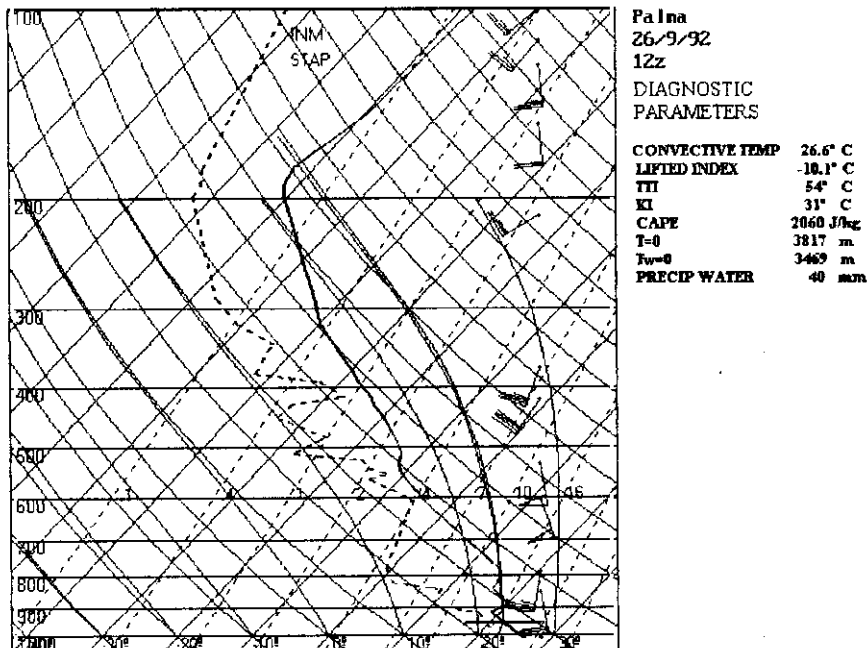 100
INM
STAP
200
300
400
500
600
700
800
900
Palna
26/9/92
12z
DIAGNOSTIC
PARAMETERS
CONVECTIVE TEMP 26.6° C
LIFTED INDEX -10.1° C
TTI 54° C
KI 31° C
CAPE 2060 J/kg
T=0 3817 m
Tw=0 3469 m
PRECIP WATER 40 mm